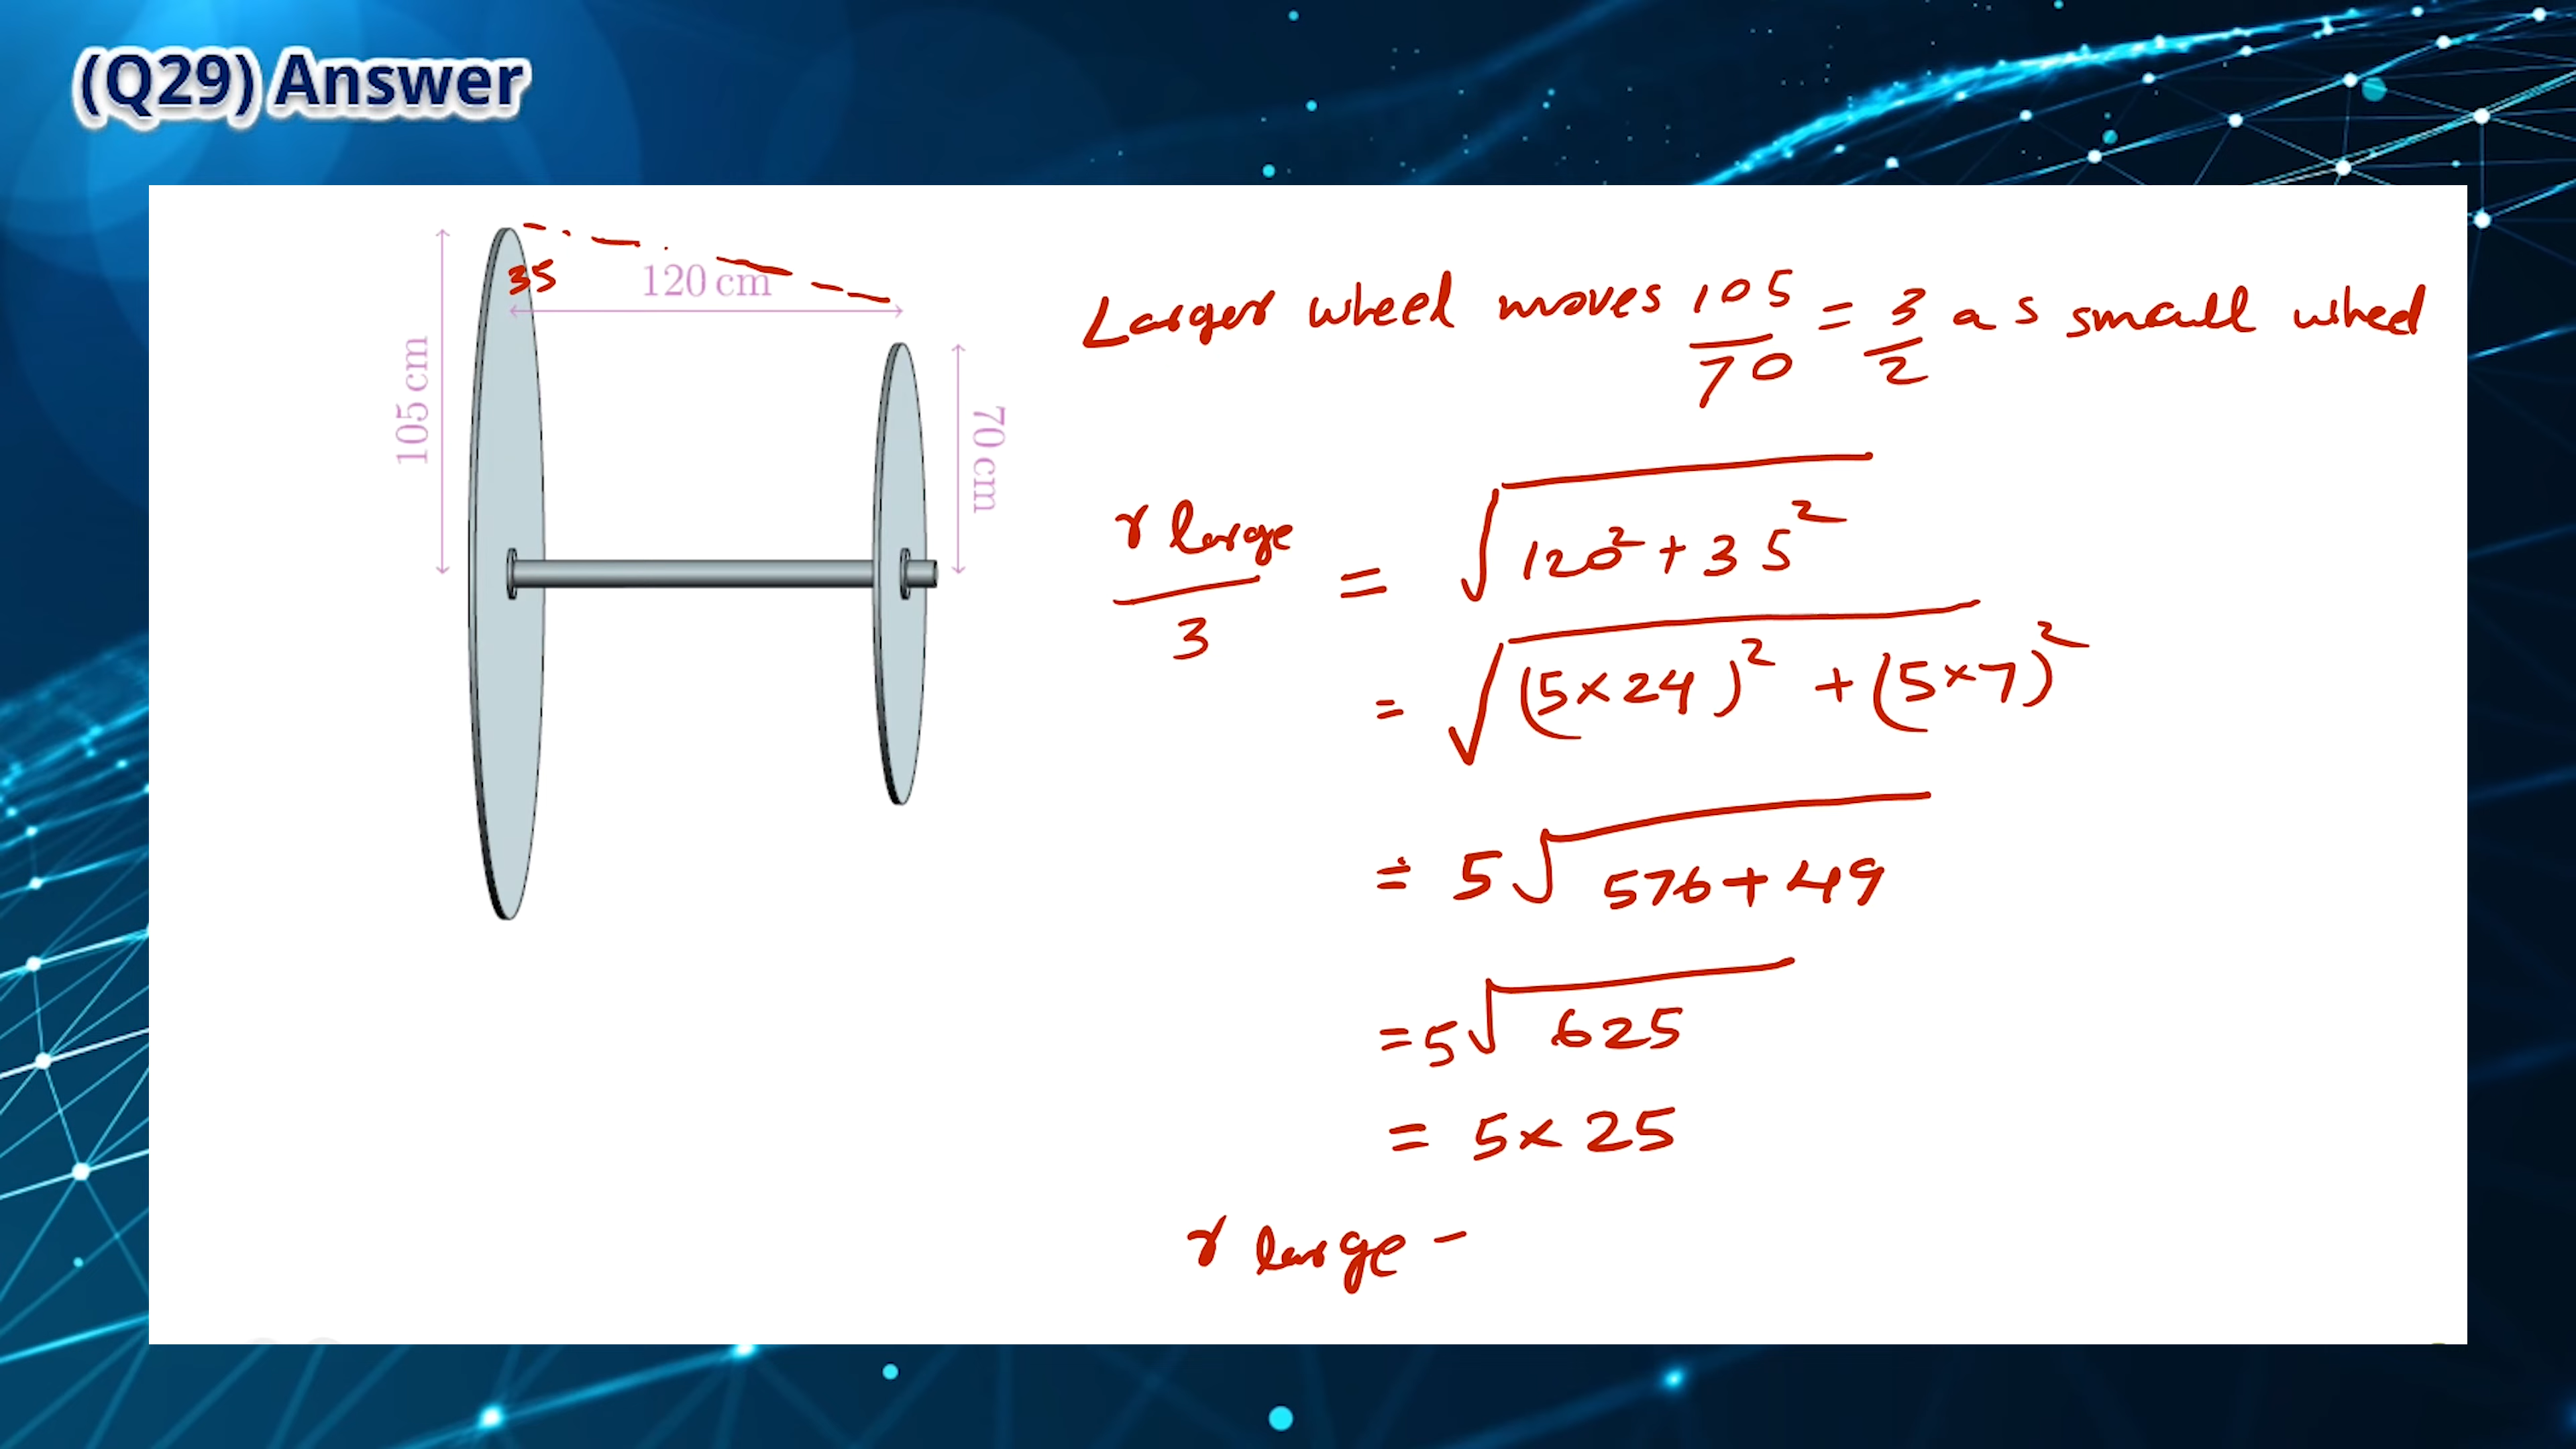 (Q29) Answer
35
120 cm
105 cm
70 cm
Larger wheel moves 105/70 = 3/2 as small wheel
r large/3 = √(120² + 35²)
= √((5×24)² + (5×7)²)
= 5√(576+49)
= 5√625
= 5 × 25
r large -